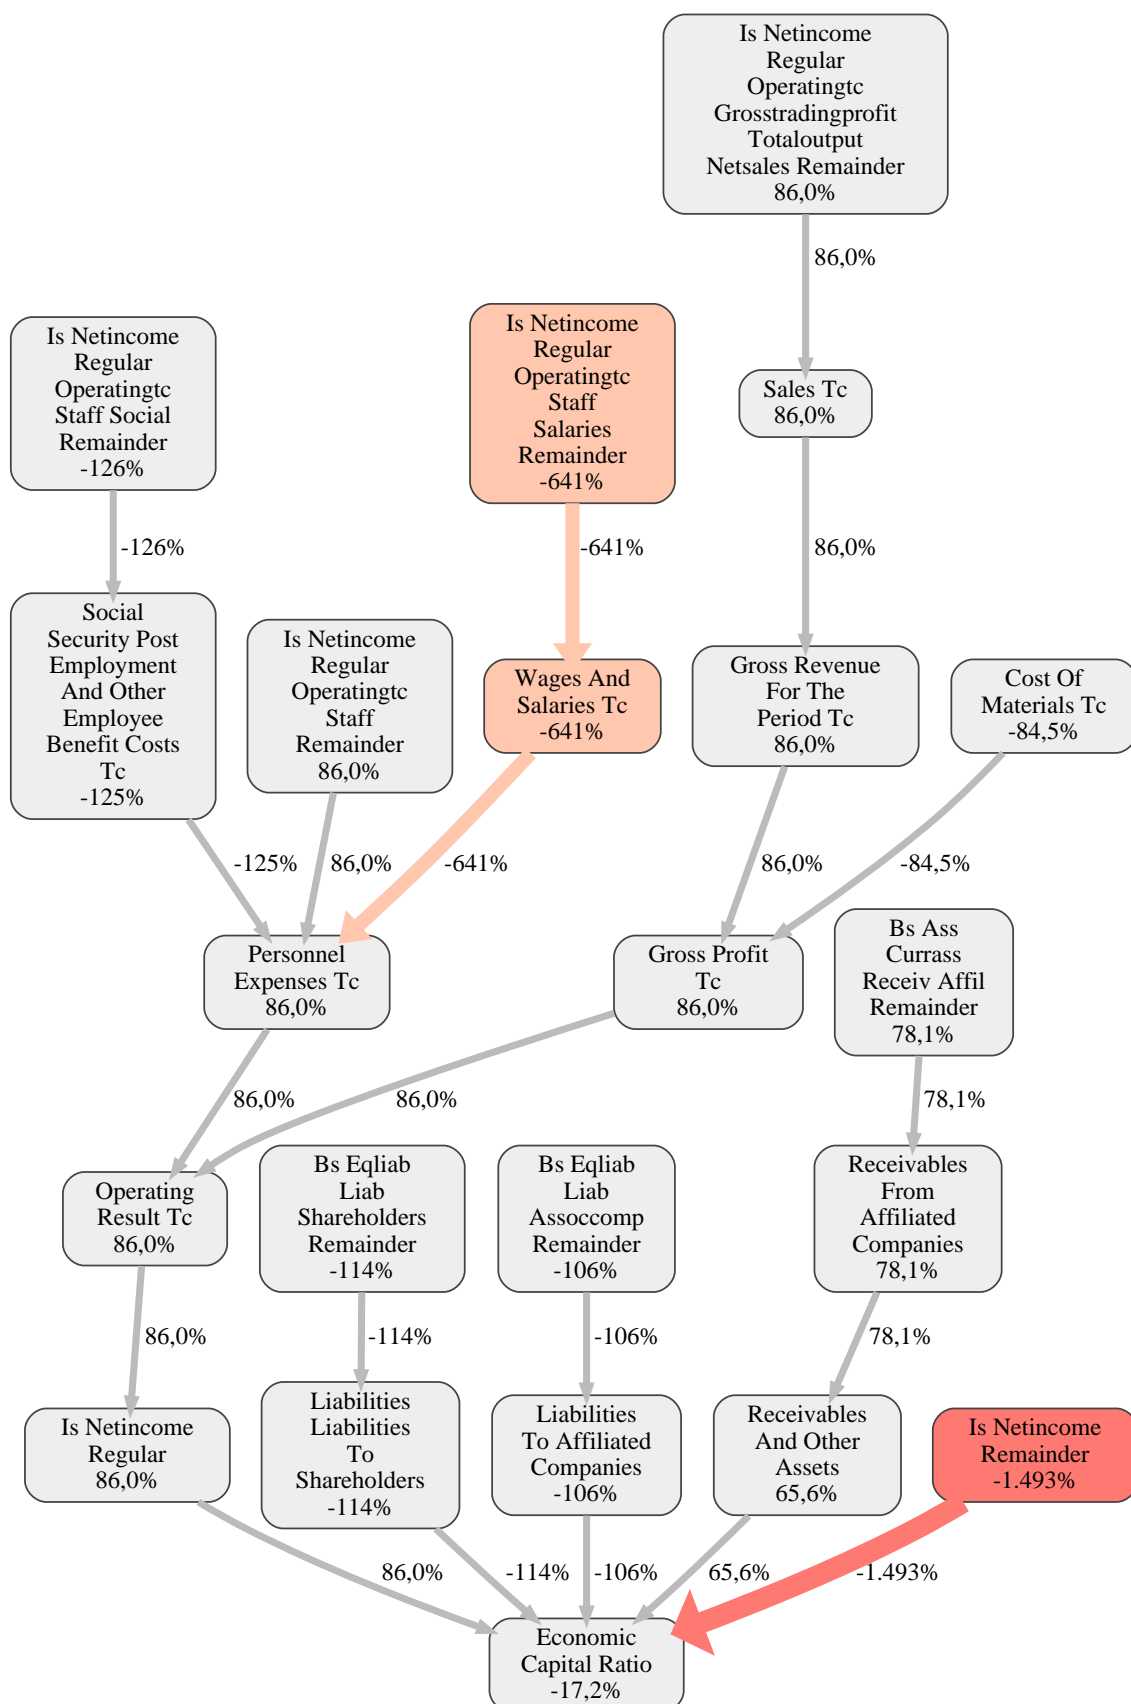 Is Netincome
Regular
Operatingtc
Grosstradingprofit
Totaloutput
Netsales Remainder
86,0%
86,0%
Is Netincome
Regular
Operatingtc
Staff Social
Remainder
-126%
Is Netincome
Regular
Operatingtc
Staff
Salaries
Remainder
-641%
Sales Tc
86,0%
-126%
-641%
86,0%
Social
Security Post
Employment
And Other
Employee
Benefit Costs
Tc
-125%
Is Netincome
Regular
Operatingtc
Staff
Remainder
86,0%
Wages And
Salaries Tc
-641%
Gross Revenue
For The
Period Tc
86,0%
Cost Of
Materials Tc
-84,5%
-125%
86,0%
-641%
86,0%
-84,5%
Personnel
Expenses Tc
86,0%
Gross Profit
Tc
86,0%
Bs Ass
Currass
Receiv Affil
Remainder
78,1%
86,0%
86,0%
78,1%
Operating
Result Tc
86,0%
Bs Eqliab
Liab
Shareholders
Remainder
-114%
Bs Eqliab
Liab
Assoccomp
Remainder
-106%
Receivables
From
Affiliated
Companies
78,1%
86,0%
-114%
-106%
78,1%
Is Netincome
Regular
86,0%
Liabilities
Liabilities
To
Shareholders
-114%
Liabilities
To Affiliated
Companies
-106%
Receivables
And Other
Assets
65,6%
Is Netincome
Remainder
-1.493%
86,0%
-114%
-106%
65,6%
-1.493%
Economic
Capital Ratio
-17,2%